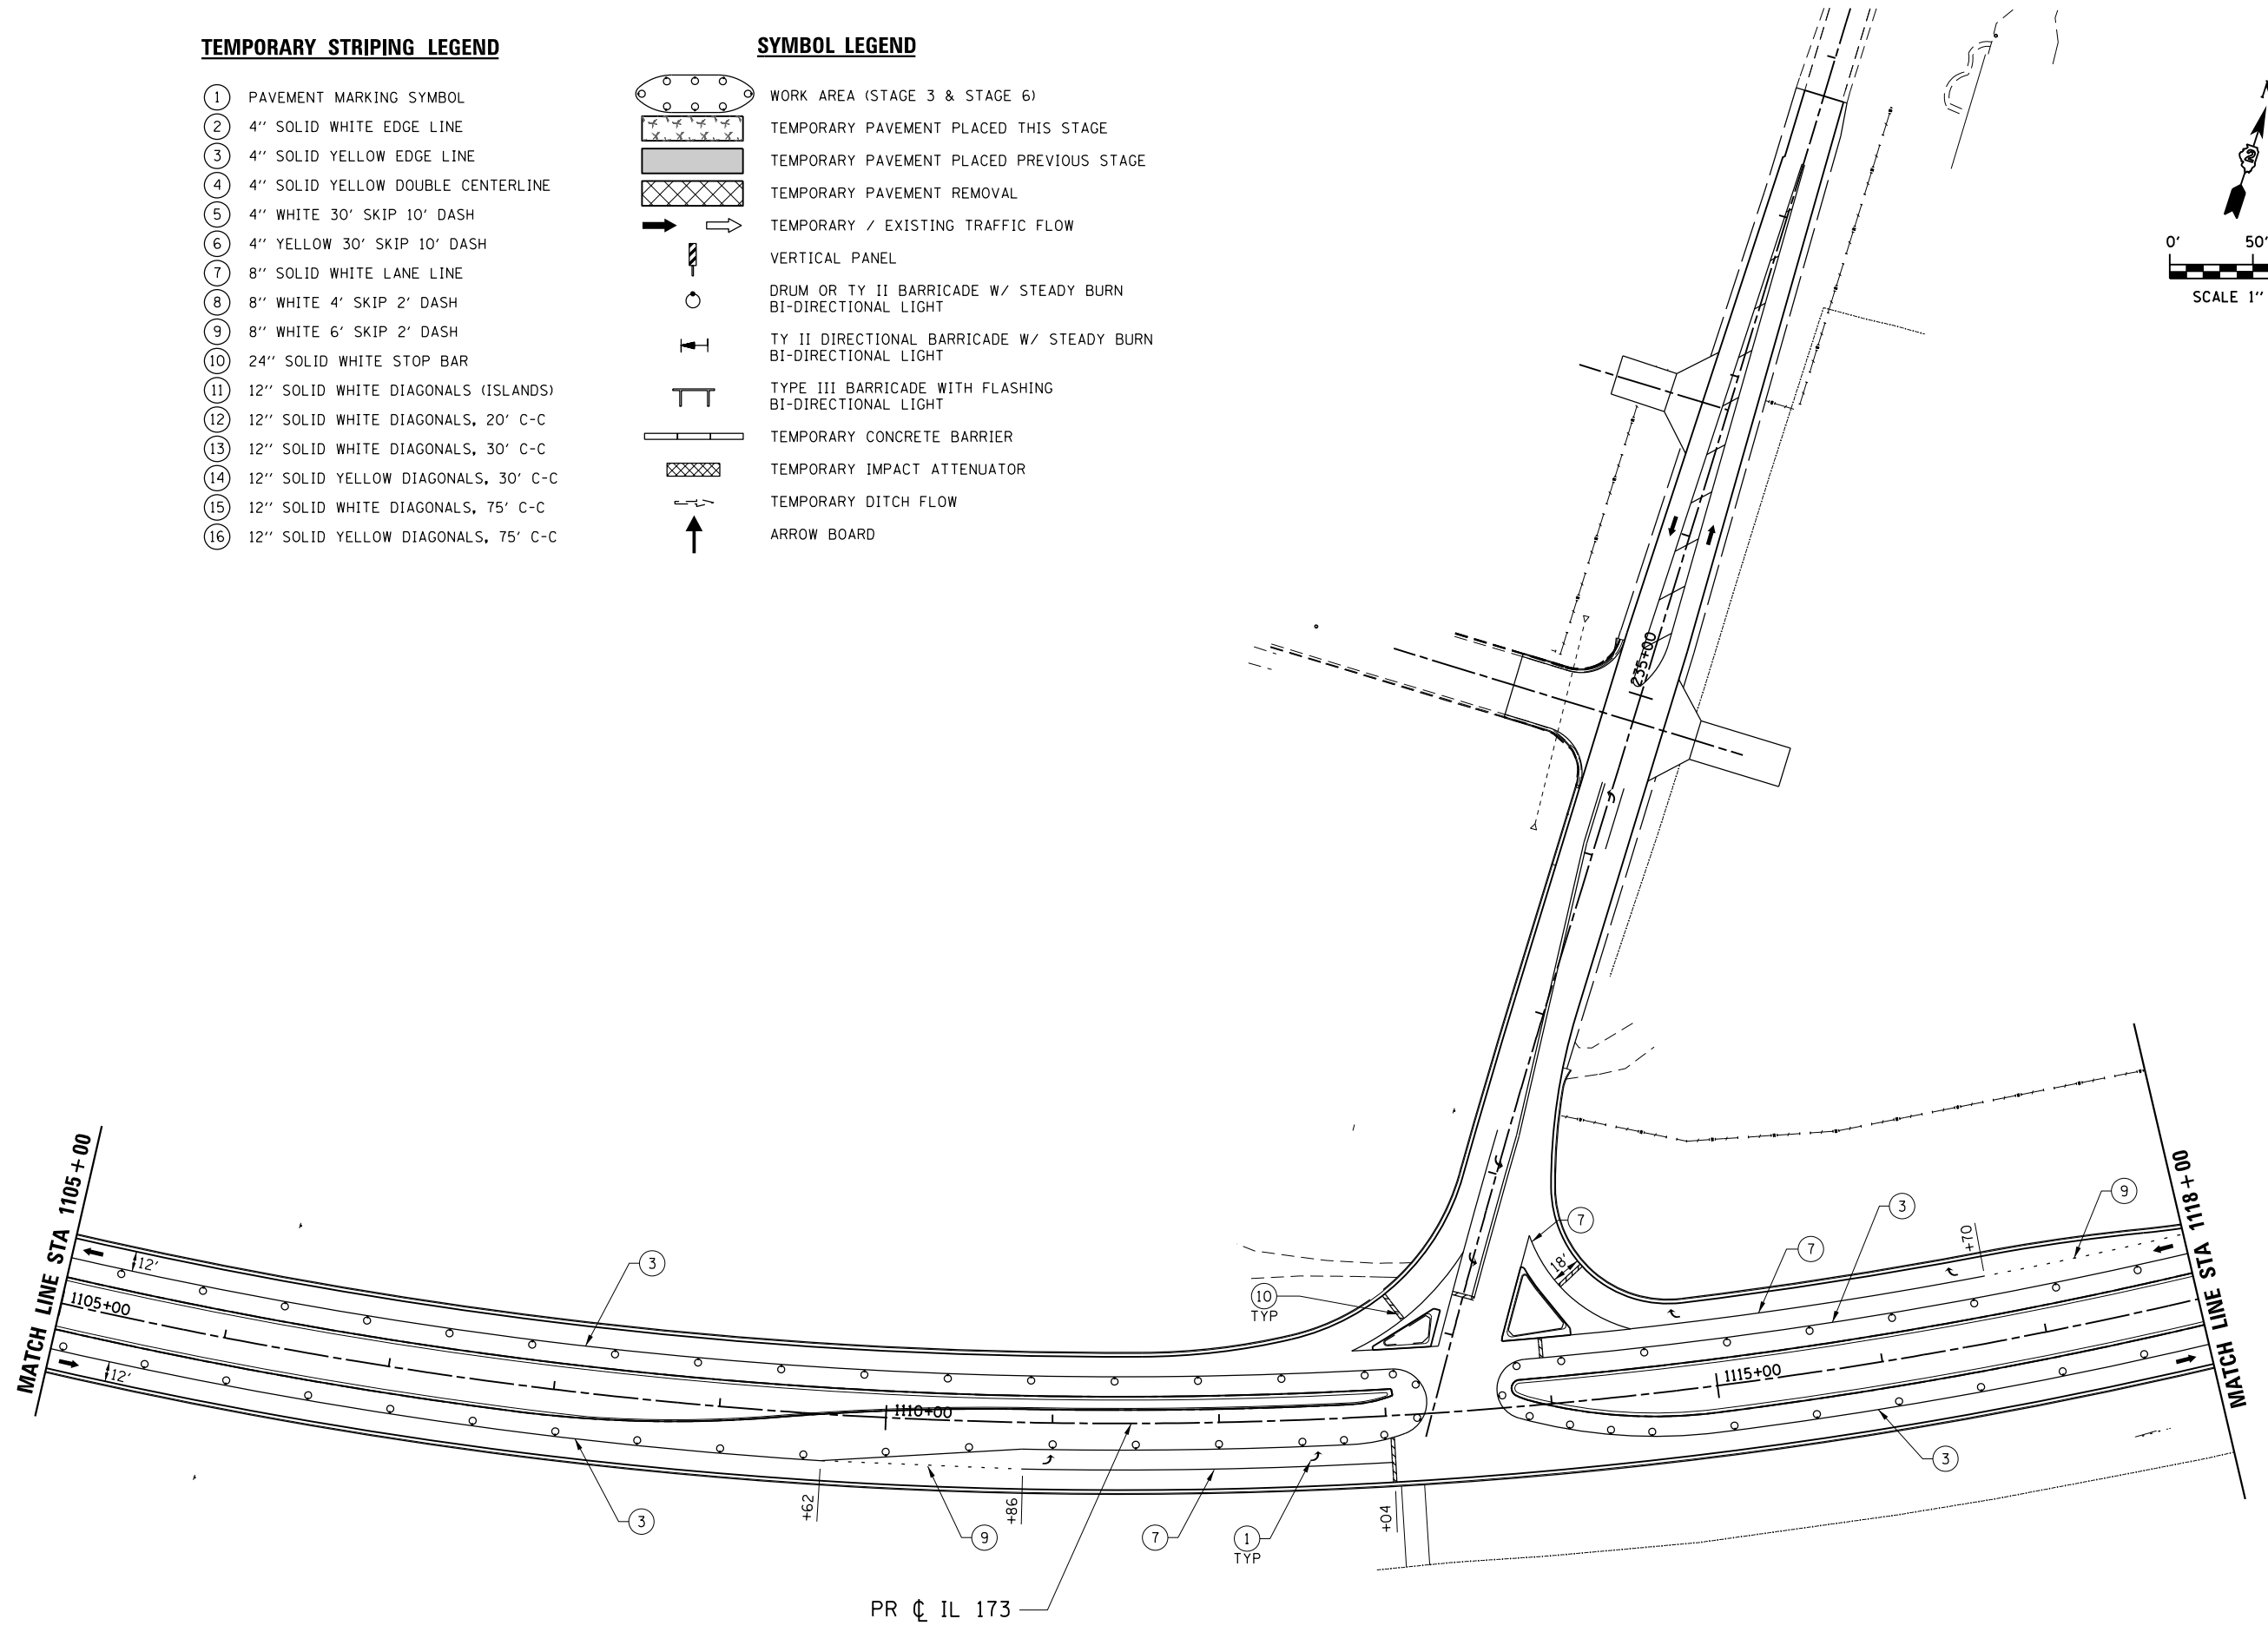 TEMPORARY STRIPING LEGEND
1 PAVEMENT MARKING SYMBOL
2 4'' SOLID WHITE EDGE LINE
3 4'' SOLID YELLOW EDGE LINE
4 4'' SOLID YELLOW DOUBLE CENTERLINE
5 4'' WHITE 30' SKIP 10' DASH
6 4'' YELLOW 30' SKIP 10' DASH
7 8'' SOLID WHITE LANE LINE
8 8'' WHITE 4' SKIP 2' DASH
9 8'' WHITE 6' SKIP 2' DASH
10 24'' SOLID WHITE STOP BAR
11 12'' SOLID WHITE DIAGONALS (ISLANDS)
12 12'' SOLID WHITE DIAGONALS, 20' C-C
13 12'' SOLID WHITE DIAGONALS, 30' C-C
14 12'' SOLID YELLOW DIAGONALS, 30' C-C
15 12'' SOLID WHITE DIAGONALS, 75' C-C
16 12'' SOLID YELLOW DIAGONALS, 75' C-C
SYMBOL LEGEND
WORK AREA (STAGE 3 & STAGE 6)
TEMPORARY PAVEMENT PLACED THIS STAGE
TEMPORARY PAVEMENT PLACED PREVIOUS STAGE
TEMPORARY PAVEMENT REMOVAL
TEMPORARY / EXISTING TRAFFIC FLOW
VERTICAL PANEL
DRUM OR TY II BARRICADE W/ STEADY BURN
BI-DIRECTIONAL LIGHT
TY II DIRECTIONAL BARRICADE W/ STEADY BURN
BI-DIRECTIONAL LIGHT
TYPE III BARRICADE WITH FLASHING
BI-DIRECTIONAL LIGHT
TEMPORARY CONCRETE BARRIER
TEMPORARY IMPACT ATTENUATOR
TEMPORARY DITCH FLOW
ARROW BOARD
2
0' 50'
SCALE 1''
235+00
MATCH LINE STA 1105+00
12'
1105+00
12'
3
3
+62
9
+86
1110+00
7
1
TYP
+04
10
TYP
7
18'
7
3
+70
9
1115+00
3
MATCH LINE STA 1118+00
PR ℄ IL 173